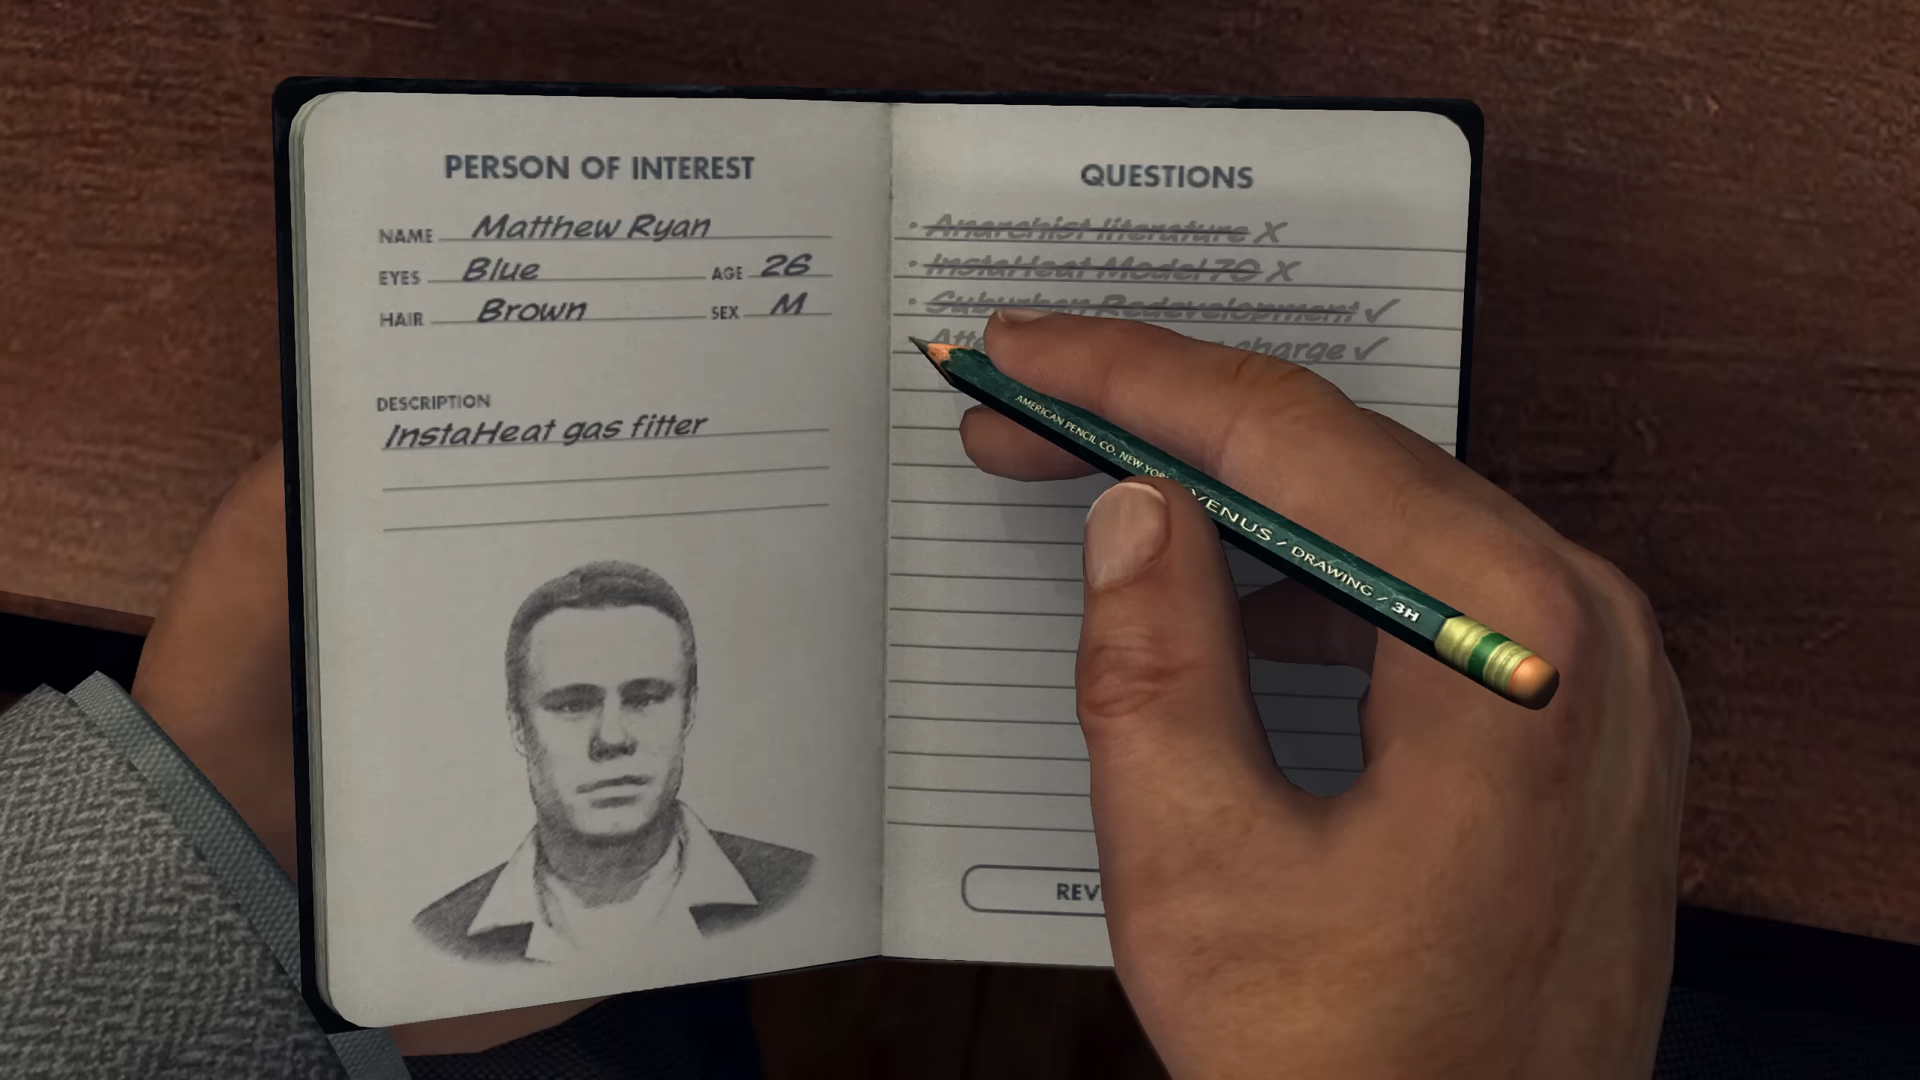 PERSON OF INTEREST
NAME Matthew Ryan
EYES Blue AGE 26
HAIR Brown SEX M
DESCRIPTION
InstaHeat gas fitter
QUESTIONS
• Anarchist literature X
• InstaHeat Model 70 X
• Suburban Redevelopment ✓
charge ✓
AMERICAN PENCIL CO. NEW YORK
VENUS / DRAWING / 3H